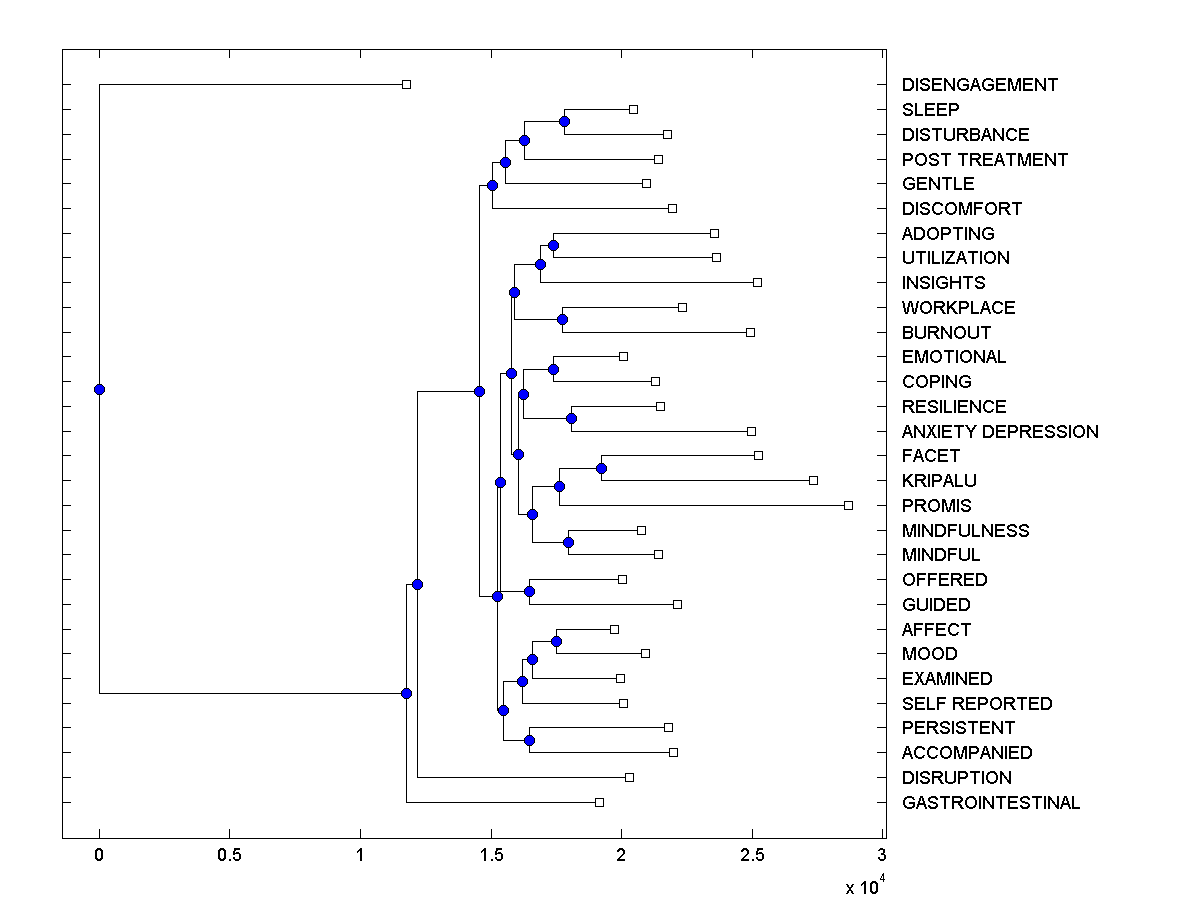 DISENGAGEMENT
SLEEP
DISTURBANCE
POST TREATMENT
GENTLE
DISCOMFORT
ADOPTING
UTILIZATION
INSIGHTS
WORKPLACE
BURNOUT
EMOTIONAL
COPING
RESILIENCE
ANXIETY DEPRESSION
FACET
KRIPALU
PROMIS
MINDFULNESS
MINDFUL
OFFERED
GUIDED
AFFECT
MOOD
EXAMINED
SELF REPORTED
PERSISTENT
ACCOMPANIED
DISRUPTION
GASTROINTESTINAL
0 0.5 1 1.5 2 2.5 3
x 10^4